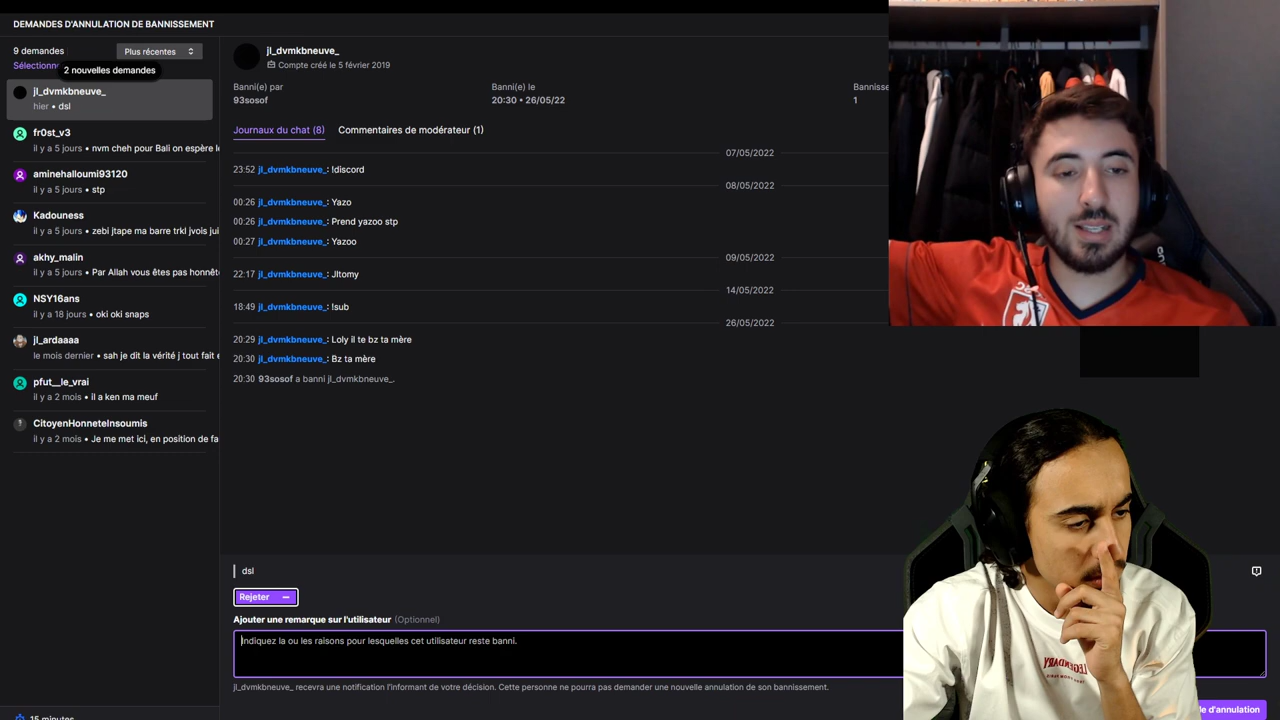 DEMANDES D'ANNULATION DE BANNISSEMENT
9 demandes
Plus récentes
Sélectionn
2 nouvelles demandes
jl_dvmkbneuve_
hier • dsl
fr0st_v3
il y a 5 jours • nvm cheh pour Bali on espère l
aminehalloumi93120
il y a 5 jours • stp
Kadouness
il y a 5 jours • zebi jtape ma barre trkl jvois jui
akhy_malin
il y a 5 jours • Par Allah vous êtes pas honnêt
NSY16ans
il y a 18 jours • oki oki snaps
jl_ardaaaa
le mois dernier • sah je dit la vérité j tout fait e
pfut__le_vrai
il y a 2 mois • il a ken ma meuf
CitoyenHonneteInsoumis
il y a 2 mois • Je me met ici, en position de fa
15 minutes
jl_dvmkbneuve_
Compte créé le 5 février 2019
Banni(e) par
93sosof
Banni(e) le
20:30 • 26/05/22
Bannisse
1
Journaux du chat (8)
Commentaires de modérateur (1)
07/05/2022
23:52 jl_dvmkbneuve_: !discord
08/05/2022
00:26 jl_dvmkbneuve_: Yazo
00:26 jl_dvmkbneuve_: Prend yazoo stp
00:27 jl_dvmkbneuve_: Yazoo
09/05/2022
22:17 jl_dvmkbneuve_: Jltomy
14/05/2022
18:49 jl_dvmkbneuve_: !sub
26/05/2022
20:29 jl_dvmkbneuve_: Loly il te bz ta mère
20:30 jl_dvmkbneuve_: Bz ta mère
20:30 93sosof a banni jl_dvmkbneuve_.
dsl
Rejeter
Ajouter une remarque sur l'utilisateur (Optionnel)
Indiquez la ou les raisons pour lesquelles cet utilisateur reste banni.
jl_dvmkbneuve_ recevra une notification l'informant de votre décision. Cette personne ne pourra pas demander une nouvelle annulation de son bannissement.
d'annulation
LEGENDARY